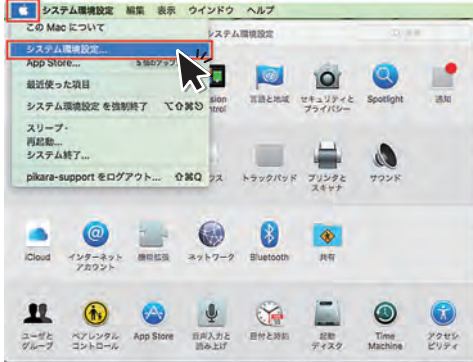 システム環境設定 編集 表示 ウインドウ ヘルプ
この Mac について
システム環境設定
システム環境設定...
App Store...
最近使った項目
システム環境設定 を強制終了 ⌥⇧⌘⎋
言語と地域
セキュリティと
プライバシー
Spotlight
通知
スリープ
再起動...
システム終了...
pikara-support をログアウト... ⇧⌘Q
トラックパッド
プリンタと
スキャナ
サウンド
iCloud
インターネット
アカウント
機能拡張
ネットワーク
Bluetooth
共有
ユーザと
グループ
ペアレンタル
コントロール
App Store
音声入力と
読み上げ
日付と時刻
起動
ディスク
Time
Machine
アクセシ
ビリティ